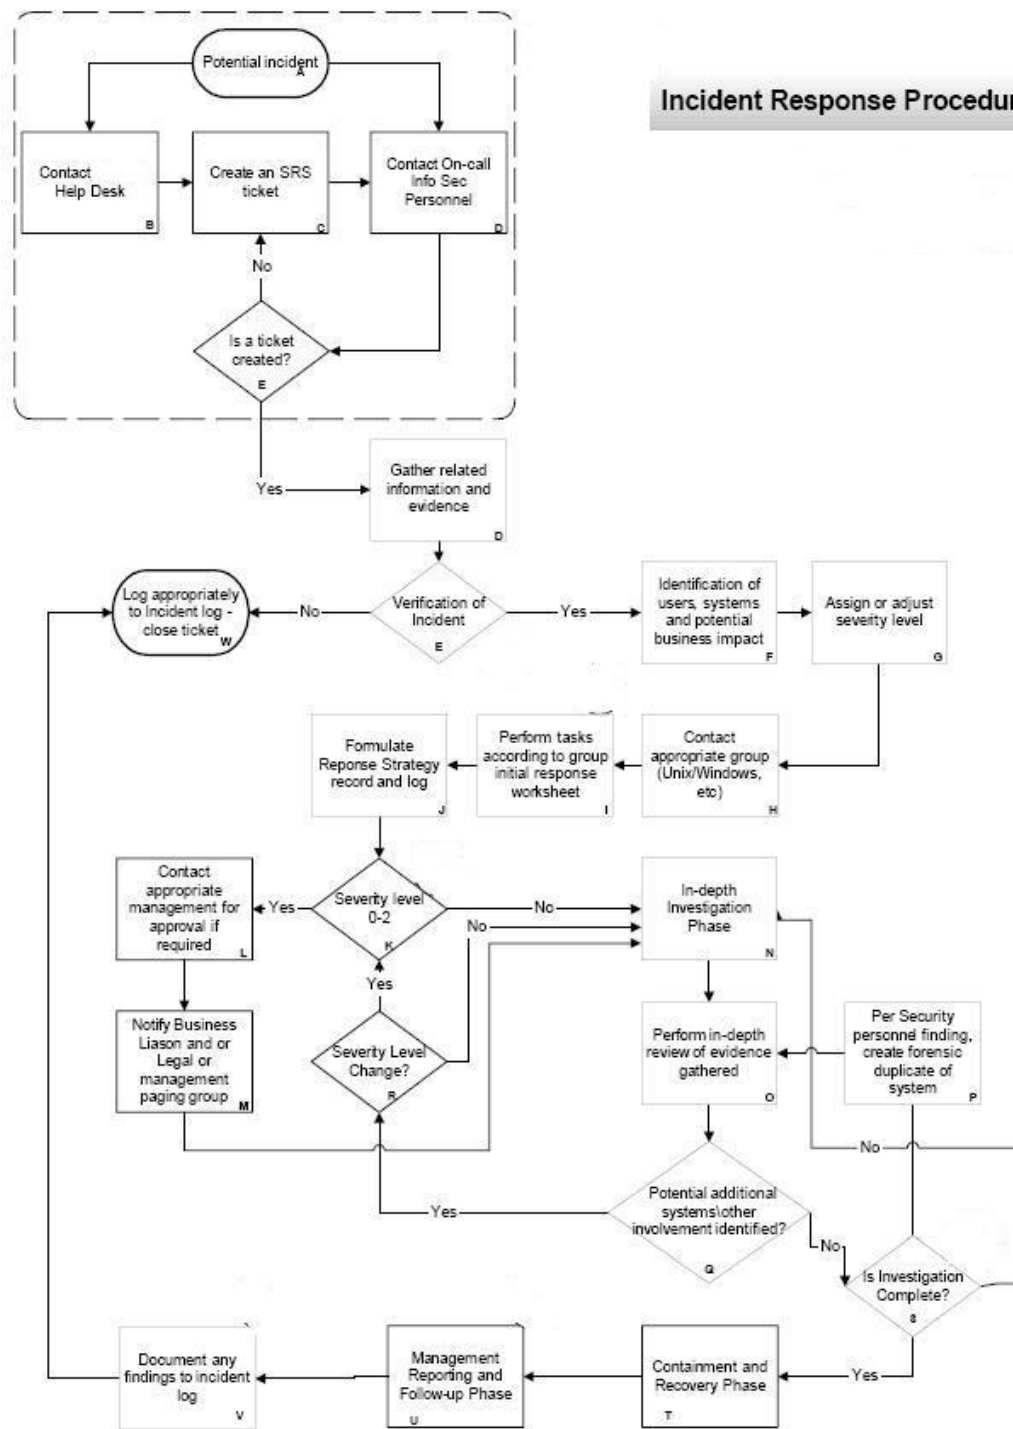 Potential incident
A
Incident Response Procedu
Contact
Help Desk
B
Create an SRS
ticket
C
Contact On-call
Info Sec
Personnel
D
No
Is a ticket
created?
E
Yes
Gather related
information and
evidence
D
Log appropriately
to Incident log -
close ticket
W
No
Verification of
Incident
E
Yes
Identification of
users, systems
and potential
business impact
F
Assign or adjust
severity level
G
Formulate
Reponse Strategy
record and log
J
Perform tasks
according to group
initial response
worksheet
I
Contact
appropriate group
(Unix/Windows,
etc)
H
Contact
appropriate
management for
approval if
required
L
Yes
Severity level
0-2
K
No
No
In-depth
Investigation
Phase
N
Yes
Notify Business
Liason and or
Legal or
management
paging group
M
Severity Level
Change?
R
Perform in-depth
review of evidence
gathered
O
Per Security
personnel finding,
create forensic
duplicate of
system
P
No
Yes
Potential additional
systems\other
involvement identified?
Q
No
Is Investigation
Complete?
S
Document any
findings to incident
log
V
Management
Reporting and
Follow-up Phase
U
Containment and
Recovery Phase
T
Yes